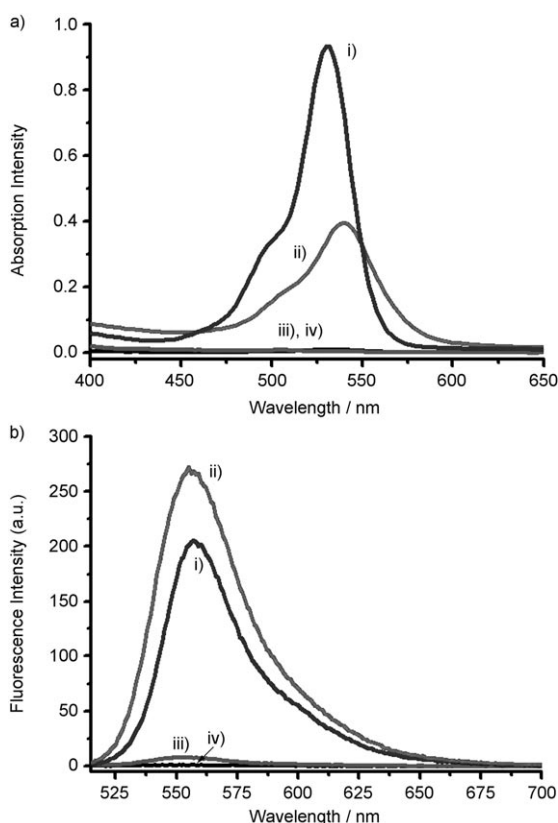 a)
1.0
0.8
0.6
0.4
0.2
0.0
Absorption Intensity
i)
ii)
iii), iv)
400 450 500 550 600 650
Wavelength / nm
b)
300
250
200
150
100
50
0
Fluorescence Intensity (a.u.)
ii)
i)
iii) iv)
525 550 575 600 625 650 675 700
Wavelength / nm